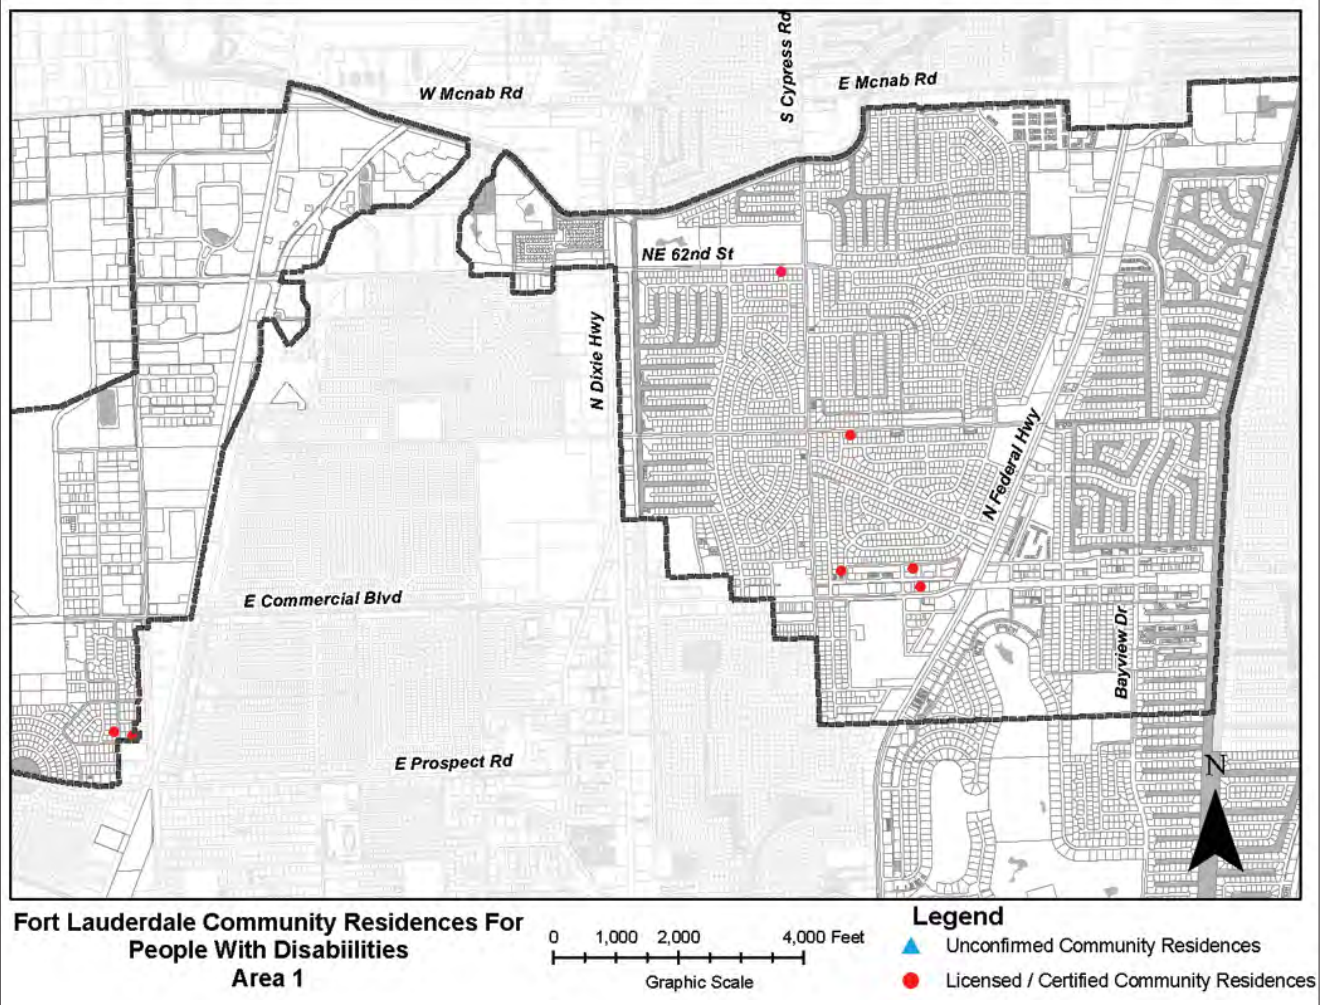 S Cypress Rd
E Mcnab Rd
W Mcnab Rd
NE 62nd St
N Dixie Hwy
N Federal Hwy
E Commercial Blvd
Bayview Dr
E Prospect Rd
N
Fort Lauderdale Community Residences For
People With Disabiilities
Area 1
0 1,000 2,000 4,000 Feet
Graphic Scale
Legend
Unconfirmed Community Residences
Licensed / Certified Community Residences